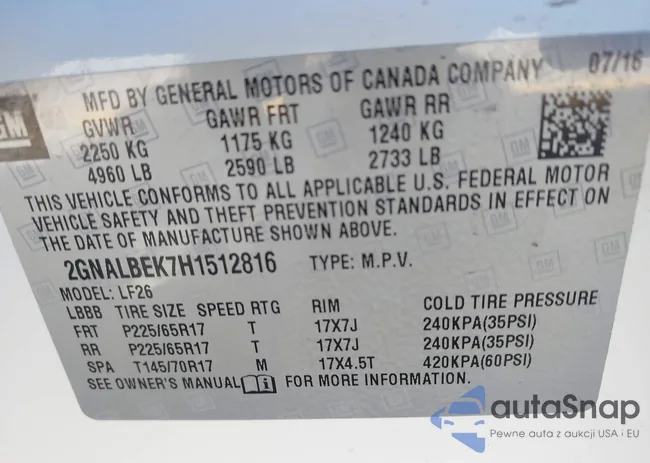 GM
MFD BY GENERAL MOTORS OF CANADA COMPANY 07/16
GVWR GAWR FRT GAWR RR
2250 KG 1175 KG 1240 KG
4960 LB 2590 LB 2733 LB
THIS VEHICLE CONFORMS TO ALL APPLICABLE U.S. FEDERAL MOTOR
VEHICLE SAFETY AND THEFT PREVENTION STANDARDS IN EFFECT ON
THE DATE OF MANUFACTURE SHOWN ABOVE.
2GNALBEK7H1512816 TYPE: M.P.V.
MODEL: LF26
LBBB TIRE SIZE SPEED RTG RIM COLD TIRE PRESSURE
FRT P225/65R17 T 17X7J 240KPA(35PSI)
RR P225/65R17 T 17X7J 240KPA(35PSI)
SPA T145/70R17 M 17X4.5T 420KPA(60PSI)
SEE OWNER'S MANUAL FOR MORE INFORMATION.
autaSnap
Pewne auta z aukcji USA i EU